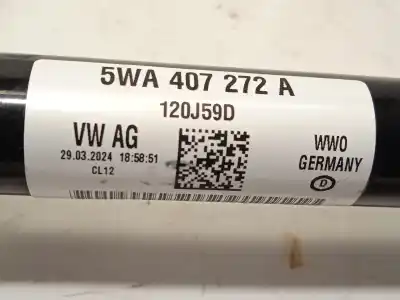 5WA 407 272 A
120J59D
VW AG
29.03.2024 18:58:51
CL12
WWO
GERMANY
D